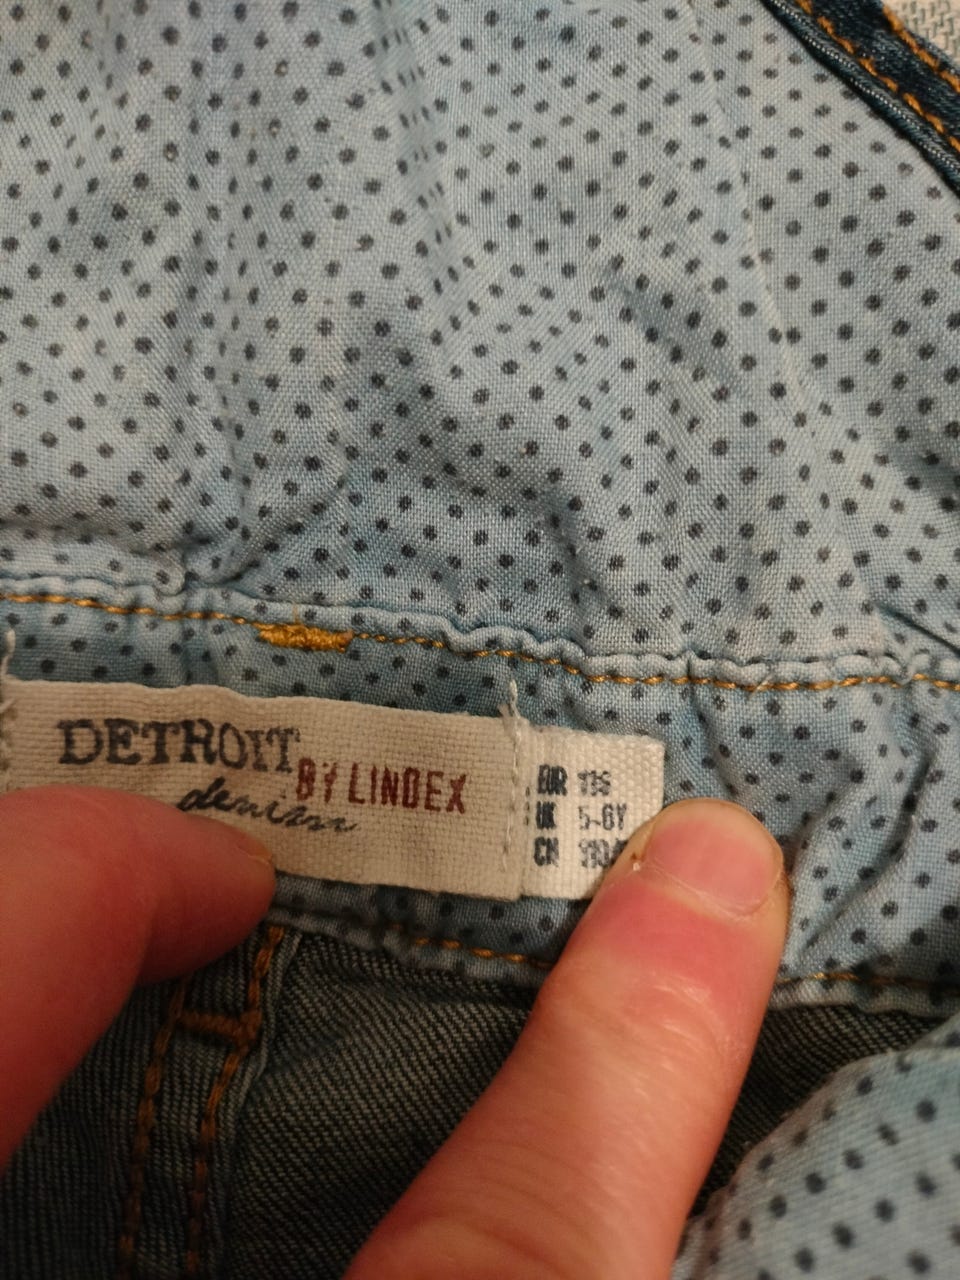 DETROIT
denim
BY LINDEX
EUR 116
UK 5-6Y
CN